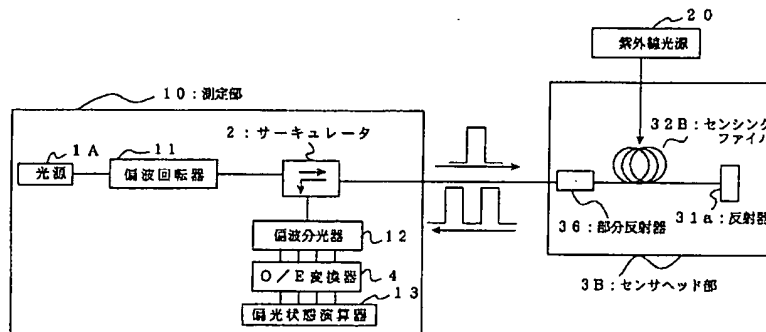 20
紫外線光源
10:測定部
2:サーキュレータ
32B:センシング
ファイバ
1A
光源
11
偏波回転器
36:部分反射器
31a:反射器
偏波分光器
12
O/E変換器
4
13
偏光状態演算器
3B:センサヘッド部